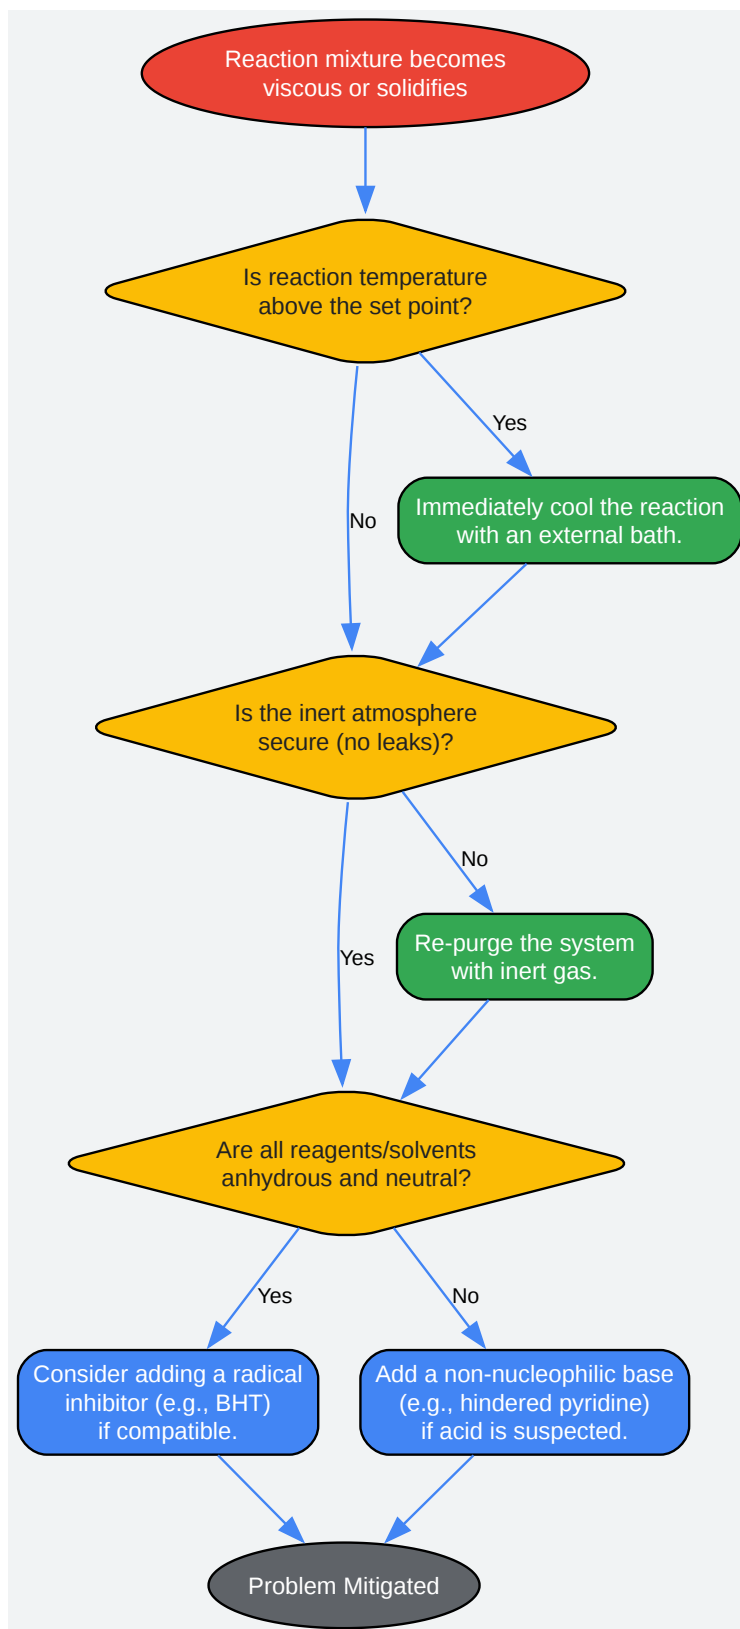 Reaction mixture becomes
viscous or solidifies
Is reaction temperature
above the set point?
Yes
Immediately cool the reaction
with an external bath.
No
Is the inert atmosphere
secure (no leaks)?
No
Re-purge the system
with inert gas.
Yes
Are all reagents/solvents
anhydrous and neutral?
Yes
No
Consider adding a radical
inhibitor (e.g., BHT)
if compatible.
Add a non-nucleophilic base
(e.g., hindered pyridine)
if acid is suspected.
Problem Mitigated